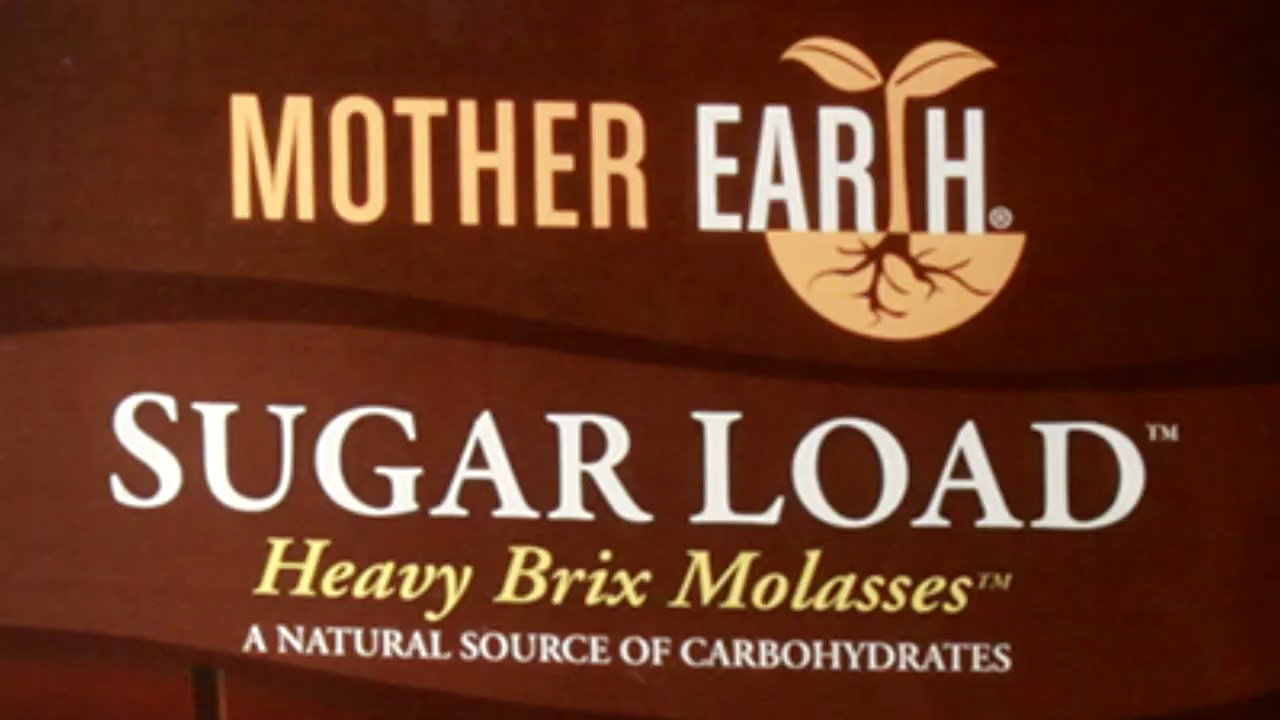 MOTHER EARTH®
SUGAR LOAD™
Heavy Brix Molasses™
A NATURAL SOURCE OF CARBOHYDRATES